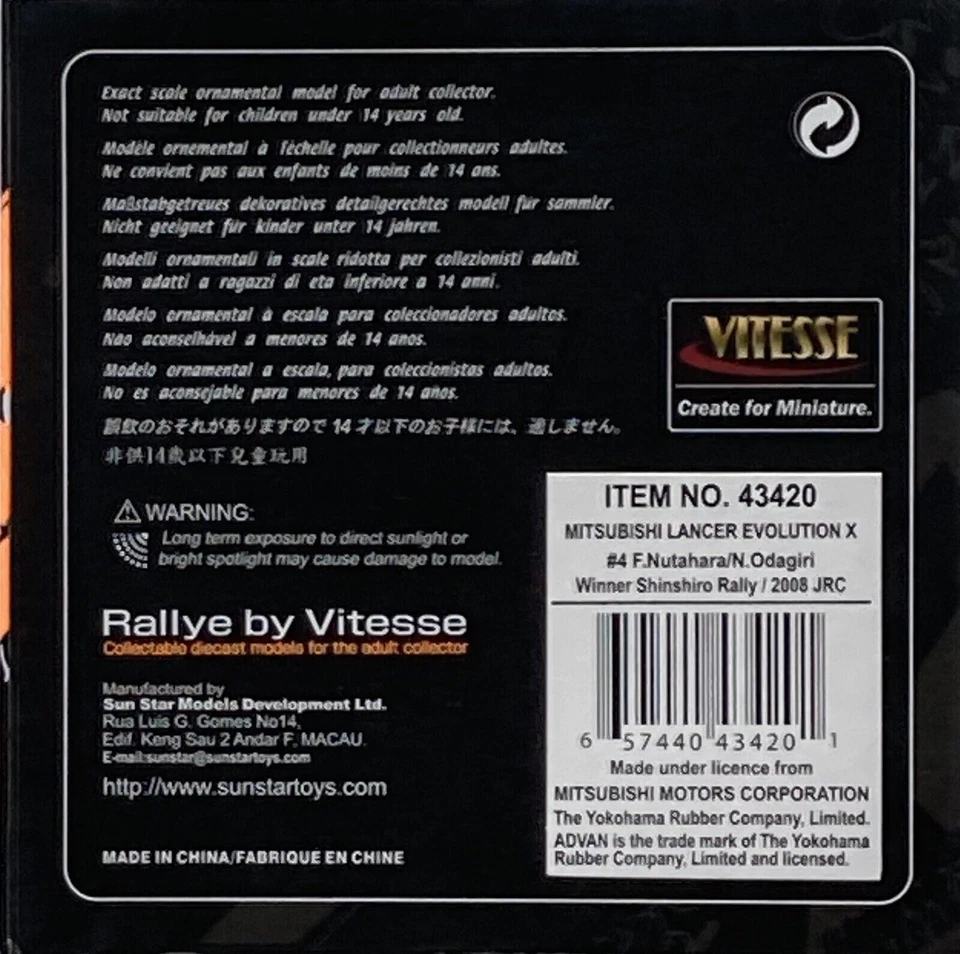 Exact scale ornamental model for adult collector.
Not suitable for children under 14 years old.
Modèle ornemental à l'échelle pour collectionneurs adultes.
Ne convient pas aux enfants de moins de 14 ans.
Maßstabgetreues dekoratives detailgerechtes modell für sammler.
Nicht geeignet für kinder unter 14 jahren.
Modelli ornamentali in scale ridotta per collezionisti adulti.
Non adatti a ragazzi di eta inferiore a 14 anni.
Modelo ornamental à escala para coleccionadores adultos.
Não aconselhável a menores de 14 anos.
Modelo ornamental a escala, para coleccionistas adultos.
No es aconsejable para menores de 14 años.
誤飲のおそれがありますので 14 才以下のお子様には、適しません。
非供14歲以下兒童玩用
WARNING:
Long term exposure to direct sunlight or
bright spotlight may cause damage to model.
Rallye by Vitesse
Collectable diecast models for the adult collector
Manufactured by
Sun Star Models Development Ltd.
Rua Luis G. Gomes No14,
Edif. Keng Sau 2 Andar F, MACAU.
E-mail:sunstar@sunstartoys.com
http://www.sunstartoys.com
MADE IN CHINA/FABRIQUE EN CHINE
VITESSE
Create for Miniature.
ITEM NO. 43420
MITSUBISHI LANCER EVOLUTION X
#4 F.Nutahara/N.Odagiri
Winner Shinshiro Rally / 2008 JRC
6 57440 43420 1
Made under licence from
MITSUBISHI MOTORS CORPORATION
The Yokohama Rubber Company, Limited.
ADVAN is the trade mark of The Yokohama
Rubber Company, Limited and licensed.